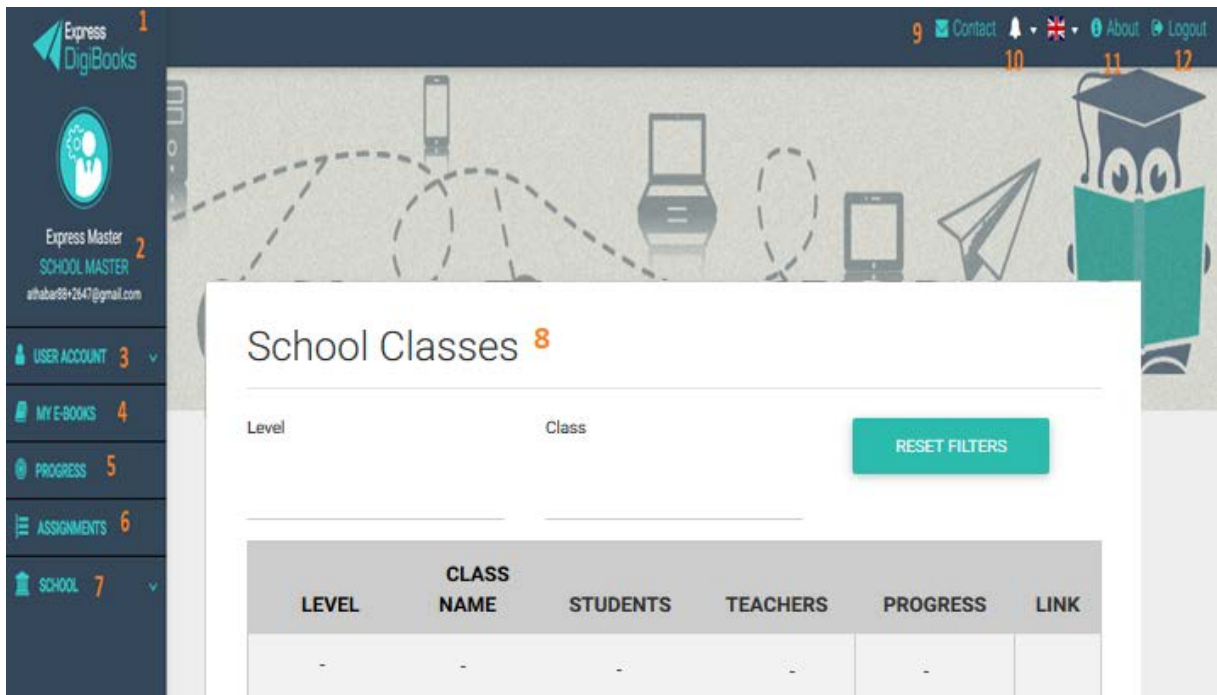 Express 1
DigiBooks
9 Contact About Logout
10 11 12
Express Master
2
SCHOOL MASTER
athabar88+2647@gmail.com
USER ACCOUNT 3
MY E-BOOKS 4
PROGRESS 5
ASSIGNMENTS 6
SCHOOL 7
School Classes 8
Level Class RESET FILTERS
LEVEL CLASS NAME STUDENTS TEACHERS PROGRESS LINK
- - - - -